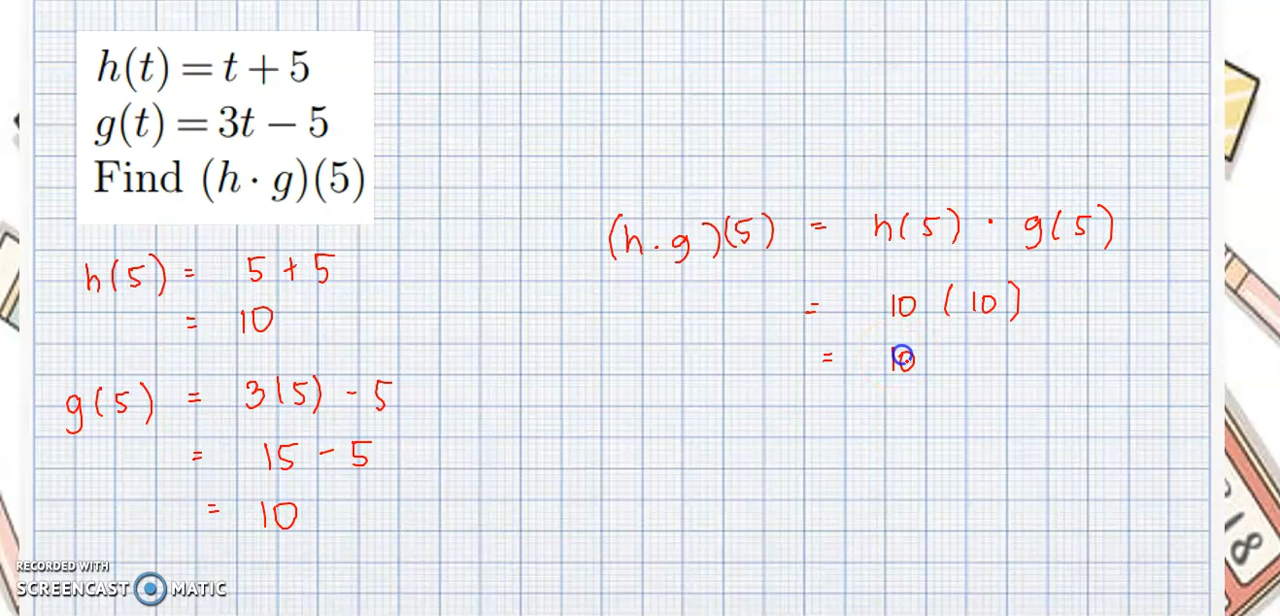 h(t) = t + 5
g(t) = 3t − 5
Find (h · g)(5)
h(5) = 5 + 5
= 10
g(5) = 3(5) - 5
= 15 - 5
= 10
(h · g)(5) = h(5) · g(5)
= 10 (10)
= 10
RECORDED WITH
SCREENCAST MATIC